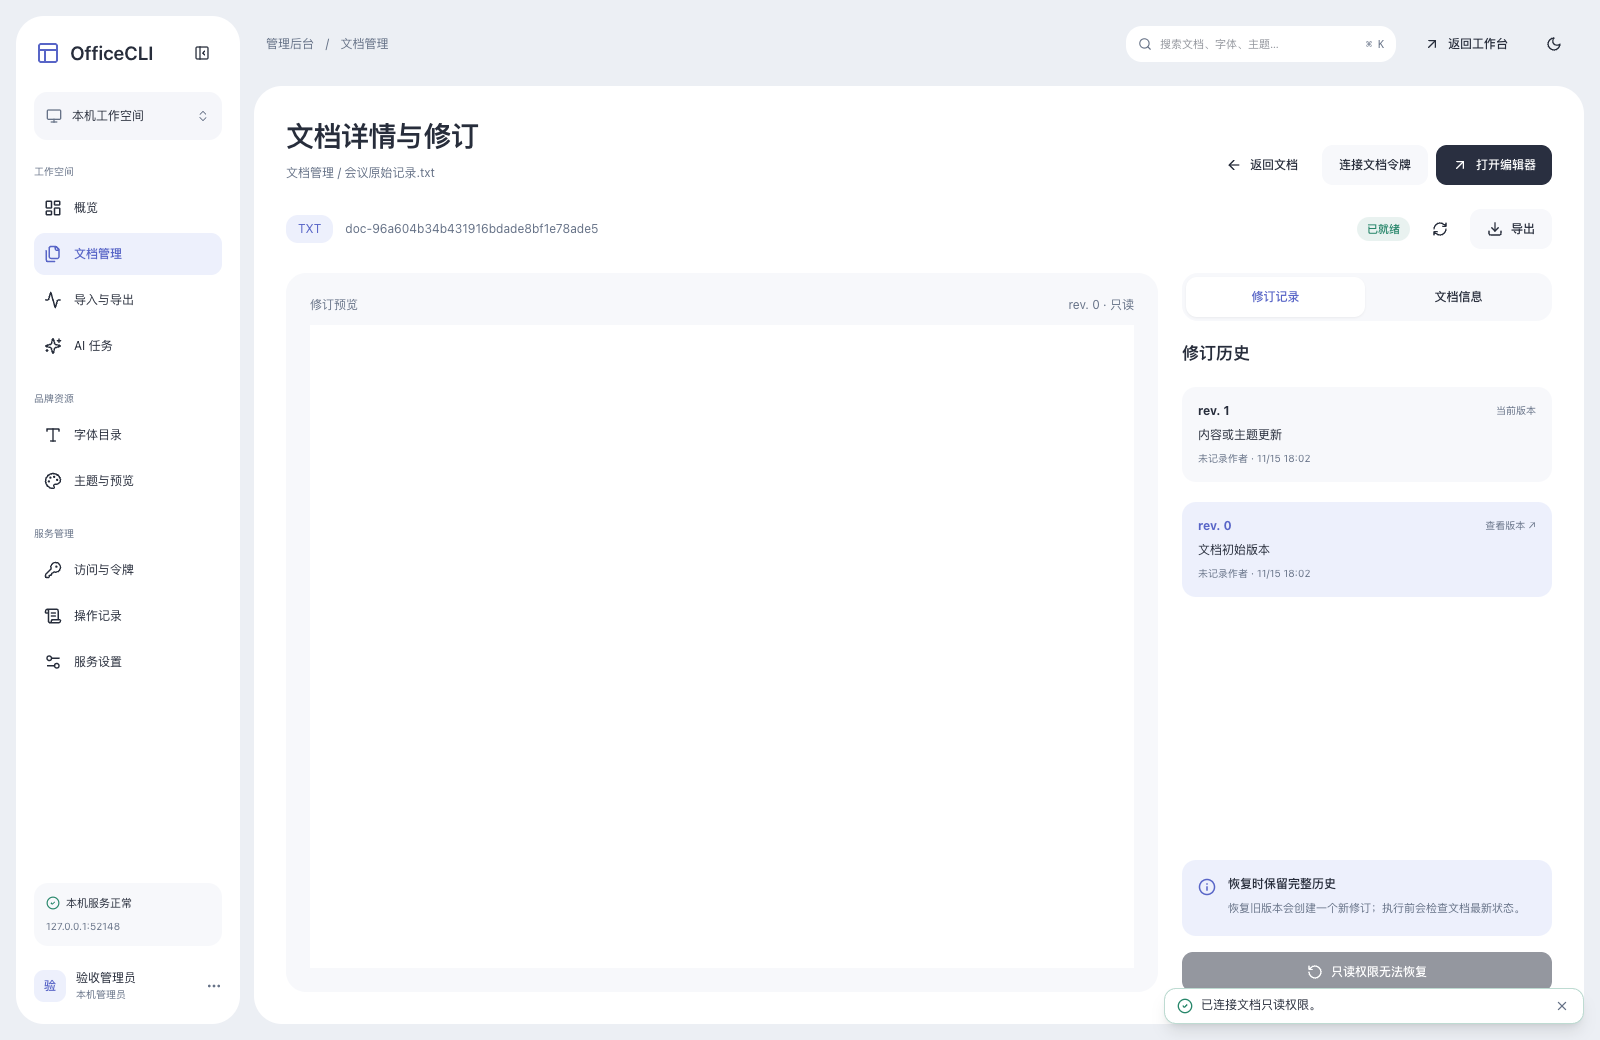 OfficeCLI
本机工作空间
工作空间
概览
文档管理
导入与导出
AI 任务
品牌资源
字体目录
主题与预览
服务管理
访问与令牌
操作记录
服务设置
本机服务正常
127.0.0.1:52148
验
验收管理员
本机管理员
管理后台 / 文档管理
搜索文档、字体、主题...
⌘ K
返回工作台
文档详情与修订
文档管理 / 会议原始记录.txt
返回文档
连接文档令牌
打开编辑器
TXT
doc-96a604b34b431916bdade8bf1e78ade5
已就绪
导出
修订预览
rev. 0 · 只读
修订记录
文档信息
修订历史
rev. 1
当前版本
内容或主题更新
未记录作者 · 11/15 18:02
rev. 0
查看版本
文档初始版本
未记录作者 · 11/15 18:02
恢复时保留完整历史
恢复旧版本会创建一个新修订；执行前会检查文档最新状态。
只读权限无法恢复
已连接文档只读权限。